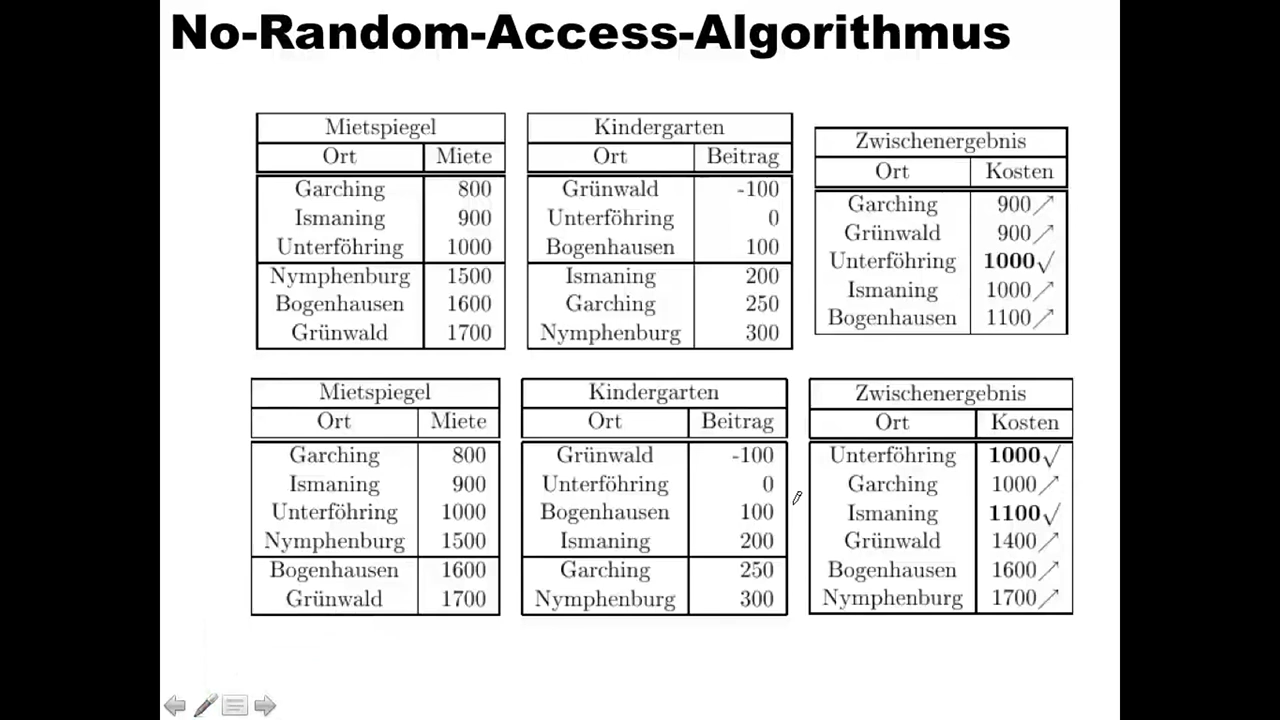 No-Random-Access-Algorithmus
Mietspiegel
Ort Miete
Garching 800
Ismaning 900
Unterföhring 1000
Nymphenburg 1500
Bogenhausen 1600
Grünwald 1700
Kindergarten
Ort Beitrag
Grünwald -100
Unterföhring 0
Bogenhausen 100
Ismaning 200
Garching 250
Nymphenburg 300
Zwischenergebnis
Ort Kosten
Garching 900↗
Grünwald 900↗
Unterföhring 1000√
Ismaning 1000↗
Bogenhausen 1100↗
Mietspiegel
Ort Miete
Garching 800
Ismaning 900
Unterföhring 1000
Nymphenburg 1500
Bogenhausen 1600
Grünwald 1700
Kindergarten
Ort Beitrag
Grünwald -100
Unterföhring 0
Bogenhausen 100
Ismaning 200
Garching 250
Nymphenburg 300
Zwischenergebnis
Ort Kosten
Unterföhring 1000√
Garching 1000↗
Ismaning 1100√
Grünwald 1400↗
Bogenhausen 1600↗
Nymphenburg 1700↗